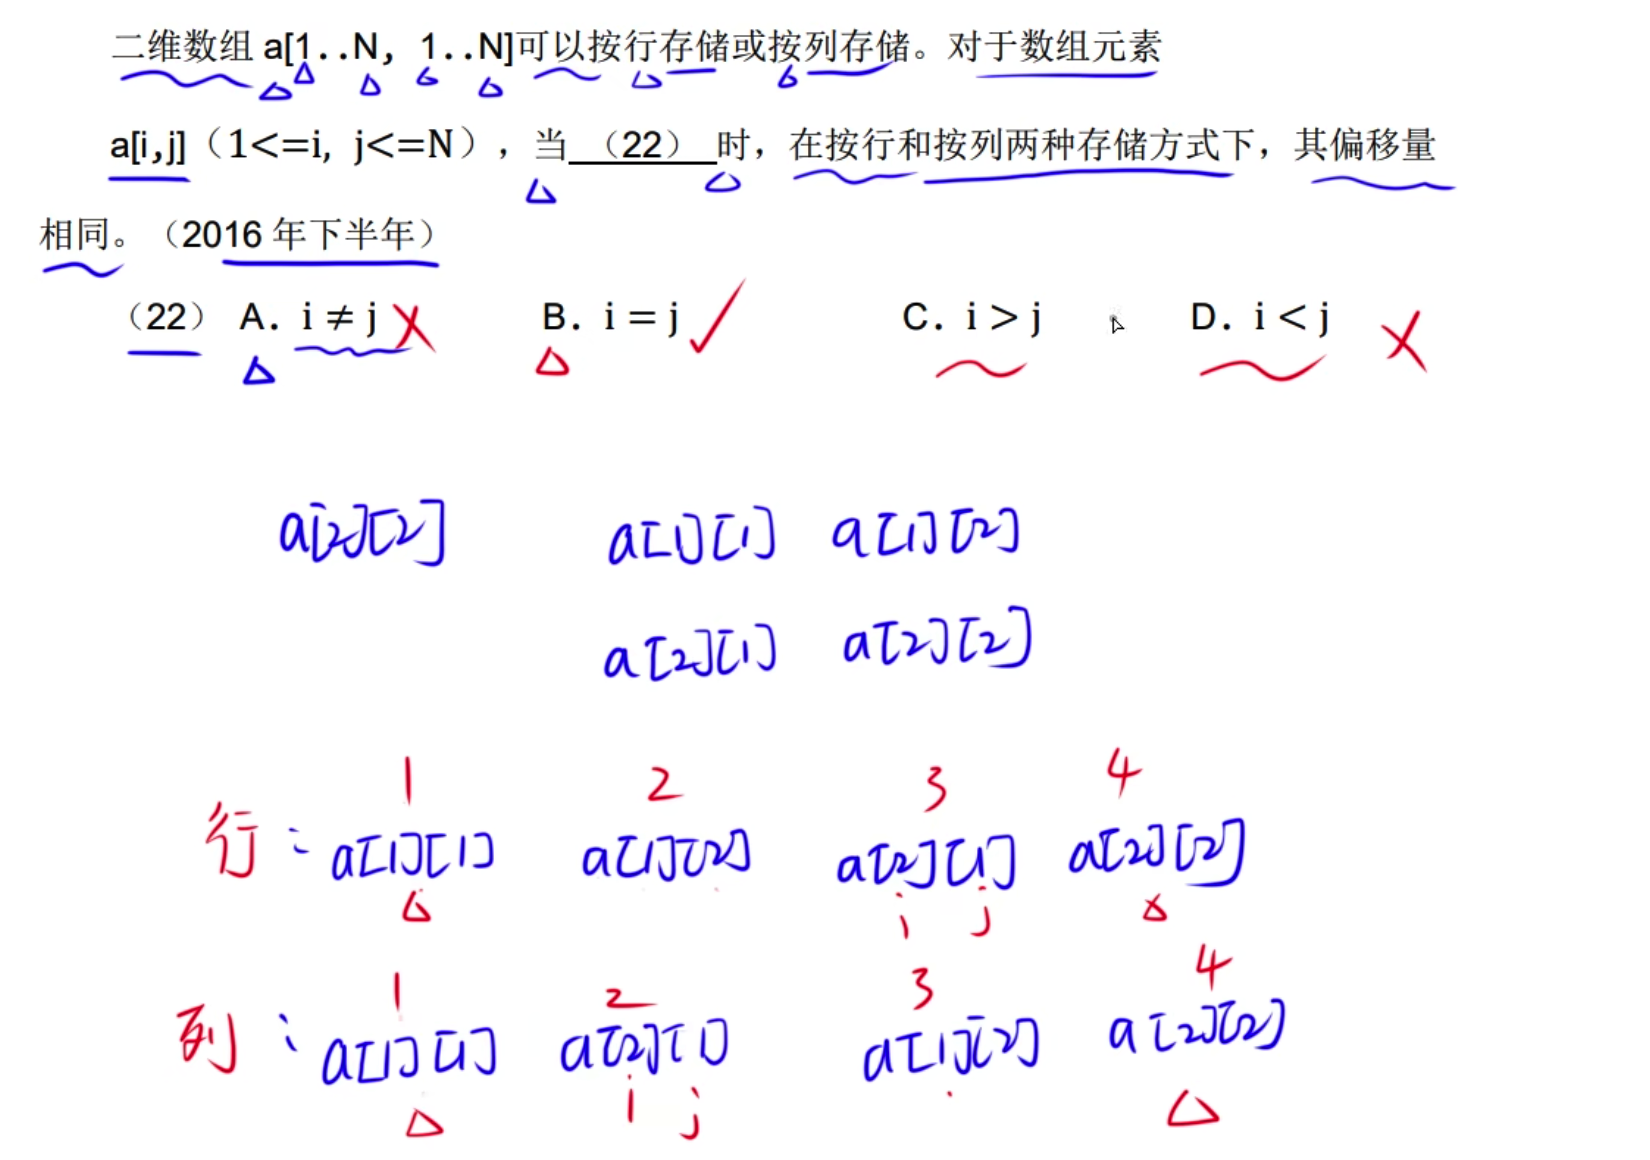 二维数组 a[1..N, 1..N]可以按行存储或按列存储。对于数组元素
a[i,j]（1<=i, j<=N），当 （22） 时，在按行和按列两种存储方式下，其偏移量
相同。（2016 年下半年）
（22） A. i ≠ j B. i = j C. i > j D. i < j
a[2][2] a[1][1] a[1][2]
a[2][1] a[2][2]
1 2 3 4
行： a[1][1] a[1][2] a[2][1] a[2][2]
i j
1 2 3 4
列： a[1][1] a[2][1] a[1][2] a[2][2]
i j